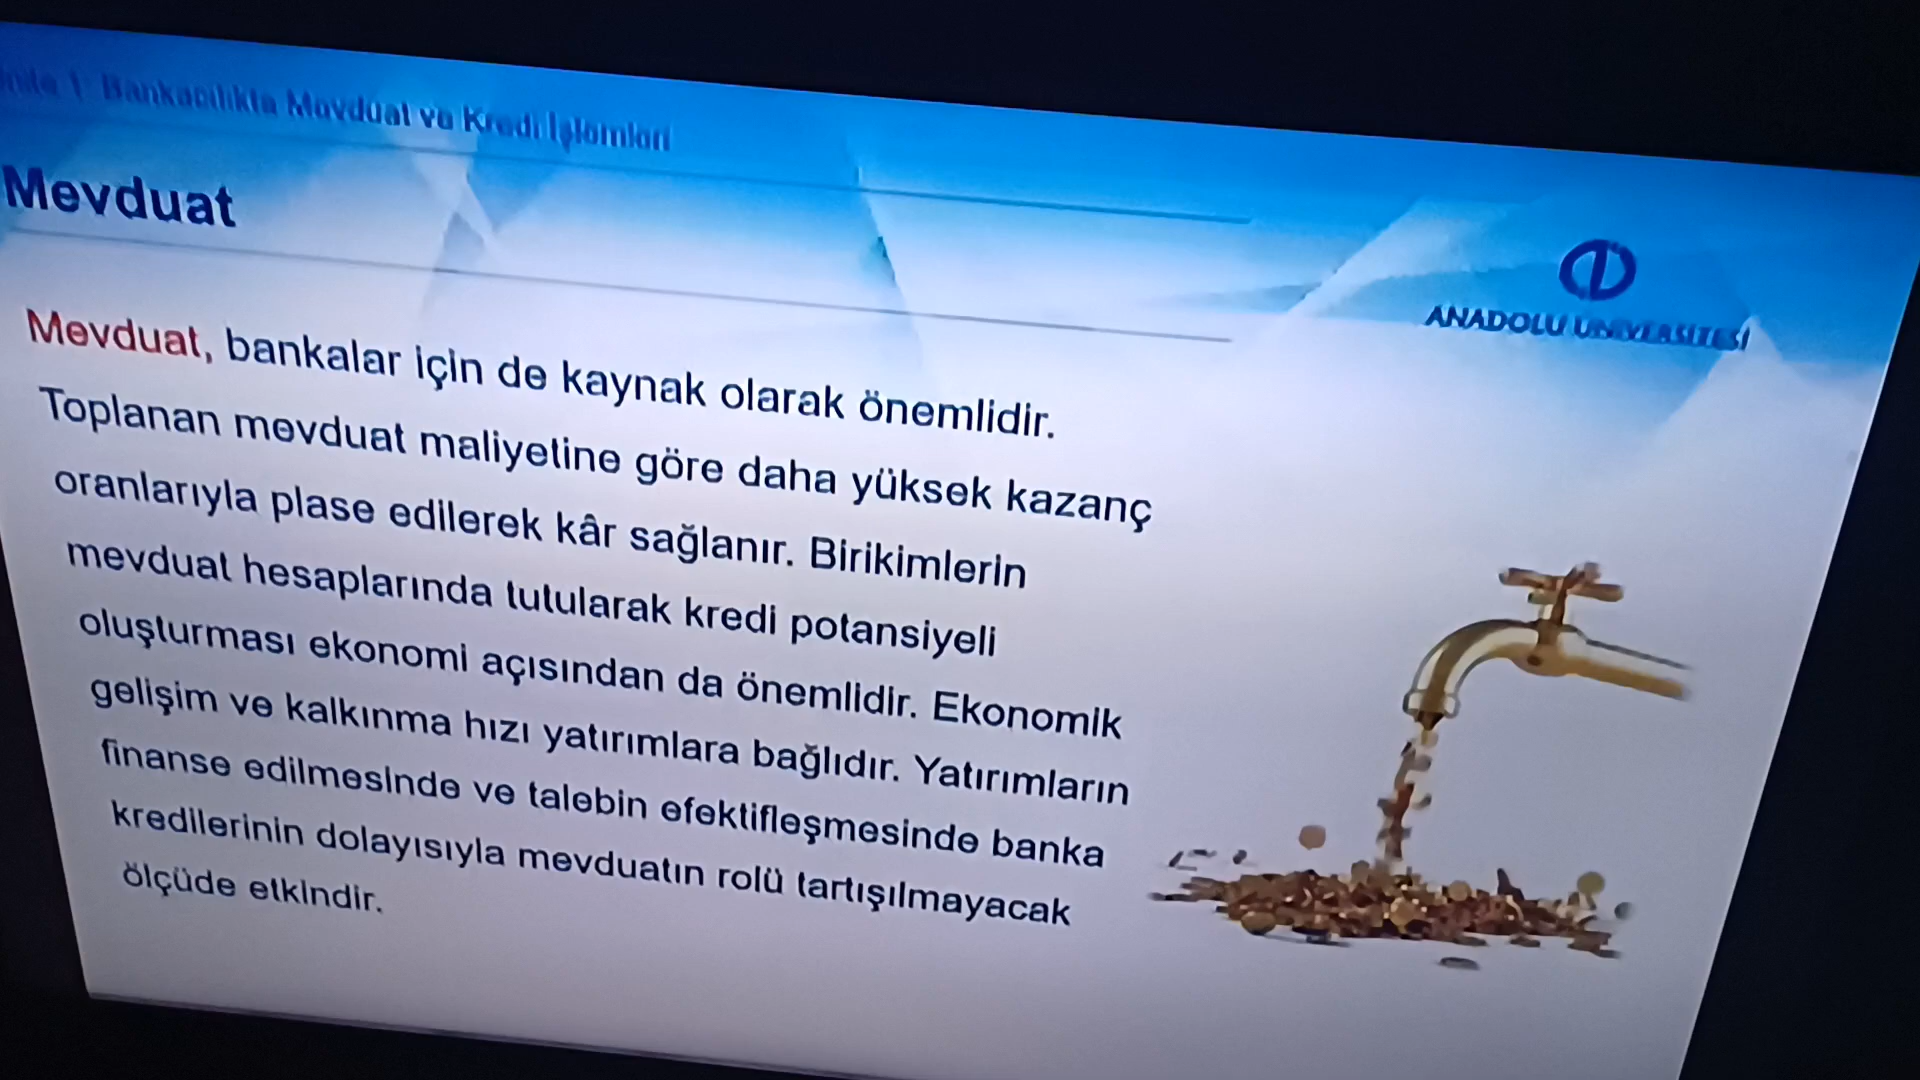 Ünite 1: Bankacılıkta Mevduat ve Kredi İşlemleri
Mevduat
ANADOLU ÜNİVERSİTESİ
Mevduat, bankalar için de kaynak olarak önemlidir.
Toplanan mevduat maliyetine göre daha yüksek kazanç
oranlarıyla plase edilerek kâr sağlanır. Birikimlerin
mevduat hesaplarında tutularak kredi potansiyeli
oluşturması ekonomi açısından da önemlidir. Ekonomik
gelişim ve kalkınma hızı yatırımlara bağlıdır. Yatırımların
finanse edilmesinde ve talebin efektifleşmesinde banka
kredilerinin dolayısıyla mevduatın rolü tartışılmayacak
ölçüde etkindir.